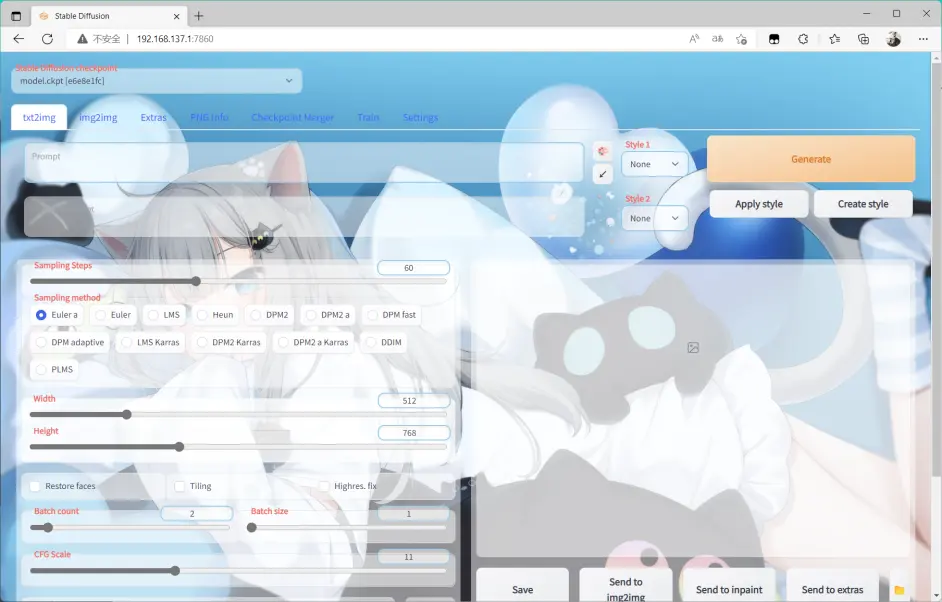 Stable Diffusion
不安全 | 192.168.137.1:7860
Stable Diffusion checkpoint
model.ckpt [e6e8e1fc]
txt2img img2img Extras PNG Info Checkpoint Merger Train Settings
Prompt
Style 1
None
Generate
Style 2
None
Apply style Create style
Sampling Steps 60
Sampling method
Euler a Euler LMS Heun DPM2 DPM2 a DPM fast
DPM adaptive LMS Karras DPM2 Karras DPM2 a Karras DDIM
PLMS
Width 512
Height 768
Restore faces Tiling Highres. fix
Batch count 2 Batch size 1
CFG Scale 11
Save Send to img2img Send to inpaint Send to extras